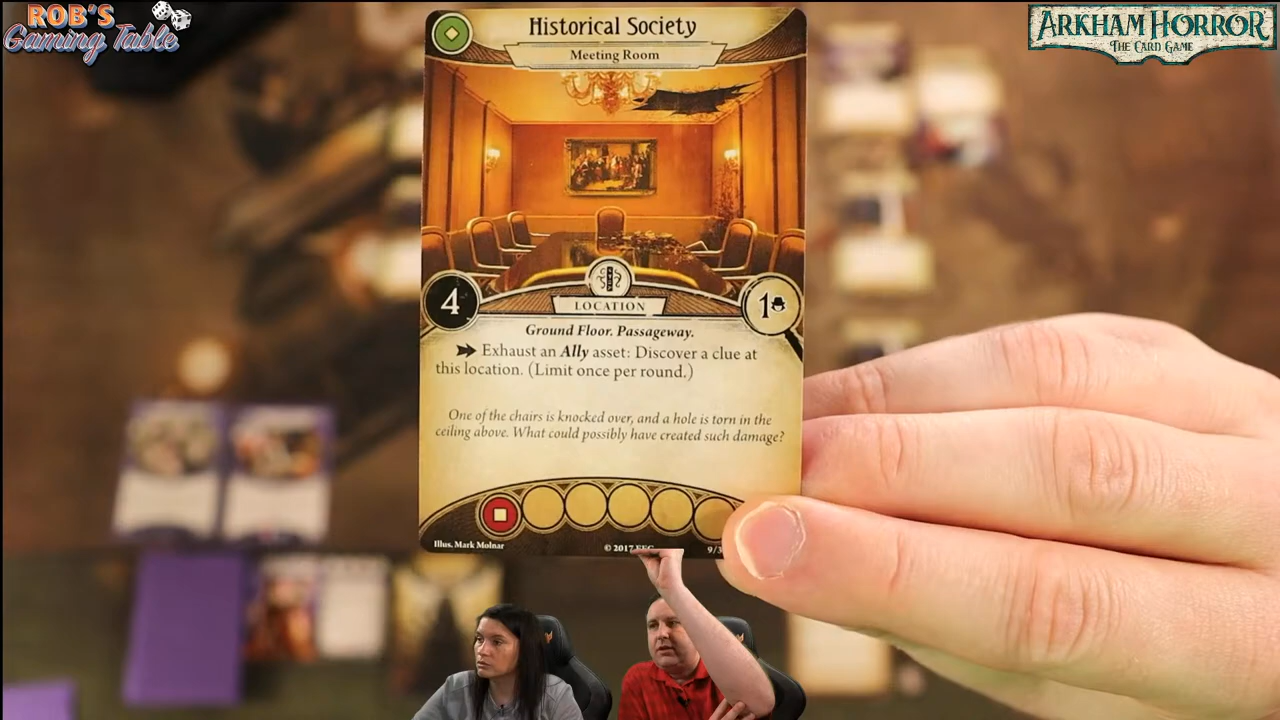 ROB'S
Gaming Table
ARKHAM HORROR
THE CARD GAME
Historical Society
Meeting Room
4
1
LOCATION
Ground Floor. Passageway.
Exhaust an Ally asset: Discover a clue at
this location. (Limit once per round.)
One of the chairs is knocked over, and a hole is torn in the
ceiling above. What could possibly have created such damage?
Illus. Mark Molnar
© 2017 FFG